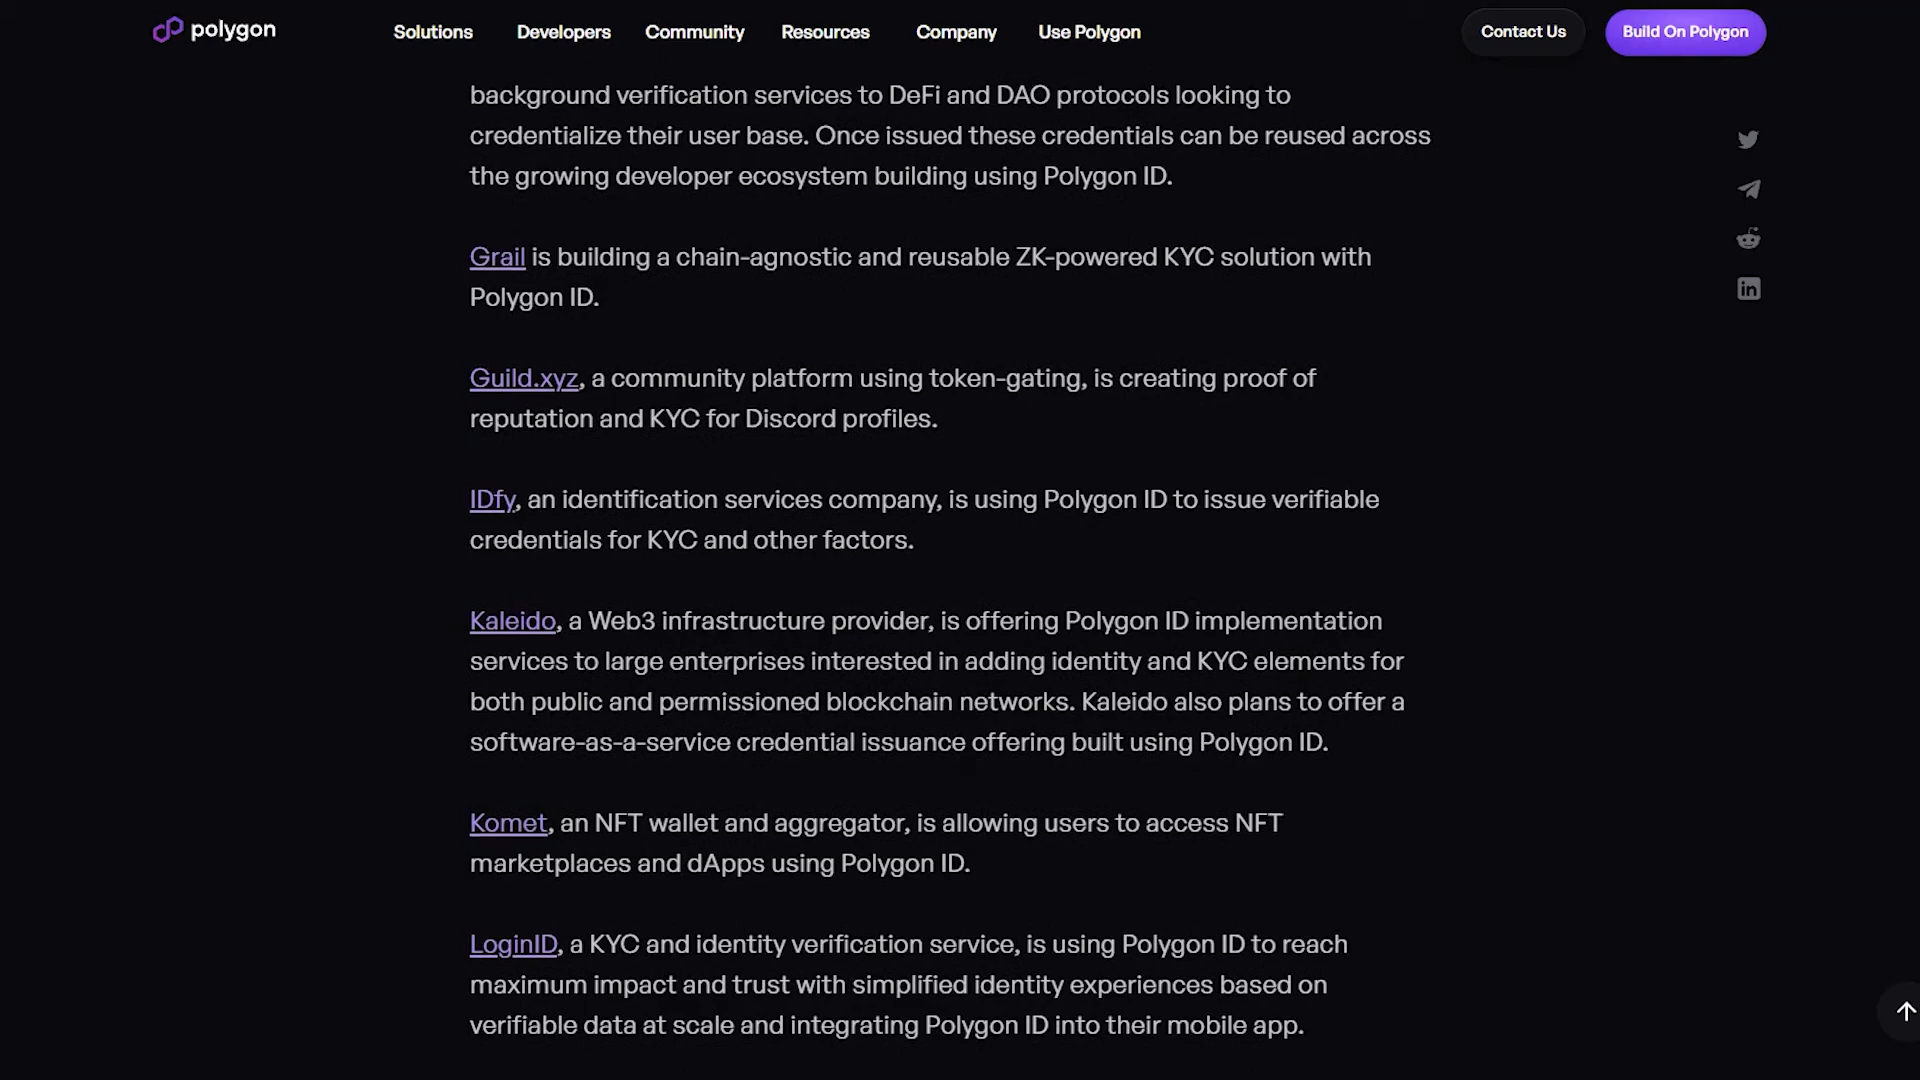 polygon
Solutions Developers Community Resources Company Use Polygon Contact Us Build On Polygon
background verification services to DeFi and DAO protocols looking to
credentialize their user base. Once issued these credentials can be reused across
the growing developer ecosystem building using Polygon ID.
Grail is building a chain-agnostic and reusable ZK-powered KYC solution with
Polygon ID.
Guild.xyz, a community platform using token-gating, is creating proof of
reputation and KYC for Discord profiles.
IDfy, an identification services company, is using Polygon ID to issue verifiable
credentials for KYC and other factors.
Kaleido, a Web3 infrastructure provider, is offering Polygon ID implementation
services to large enterprises interested in adding identity and KYC elements for
both public and permissioned blockchain networks. Kaleido also plans to offer a
software-as-a-service credential issuance offering built using Polygon ID.
Komet, an NFT wallet and aggregator, is allowing users to access NFT
marketplaces and dApps using Polygon ID.
LoginID, a KYC and identity verification service, is using Polygon ID to reach
maximum impact and trust with simplified identity experiences based on
verifiable data at scale and integrating Polygon ID into their mobile app.
in